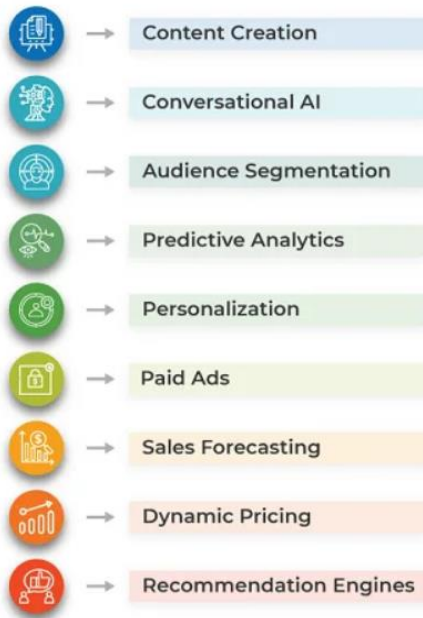 Content Creation
Conversational AI
Audience Segmentation
Predictive Analytics
Personalization
Paid Ads
Sales Forecasting
Dynamic Pricing
Recommendation Engines